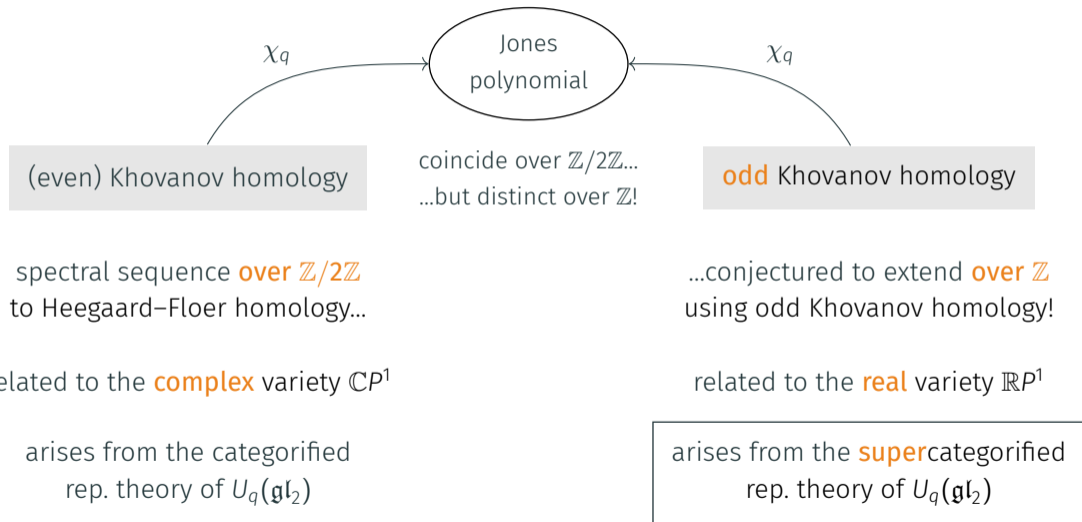 Jones
polynomial
χq
χq
(even) Khovanov homology
coincide over ℤ/2ℤ...
...but distinct over ℤ!
odd Khovanov homology
spectral sequence over ℤ/2ℤ
to Heegaard–Floer homology...
...conjectured to extend over ℤ
using odd Khovanov homology!
elated to the complex variety ℂP¹
related to the real variety ℝP¹
arises from the categorified
rep. theory of Uq(𝔤𝔩₂)
arises from the supercategorified
rep. theory of Uq(𝔤𝔩₂)